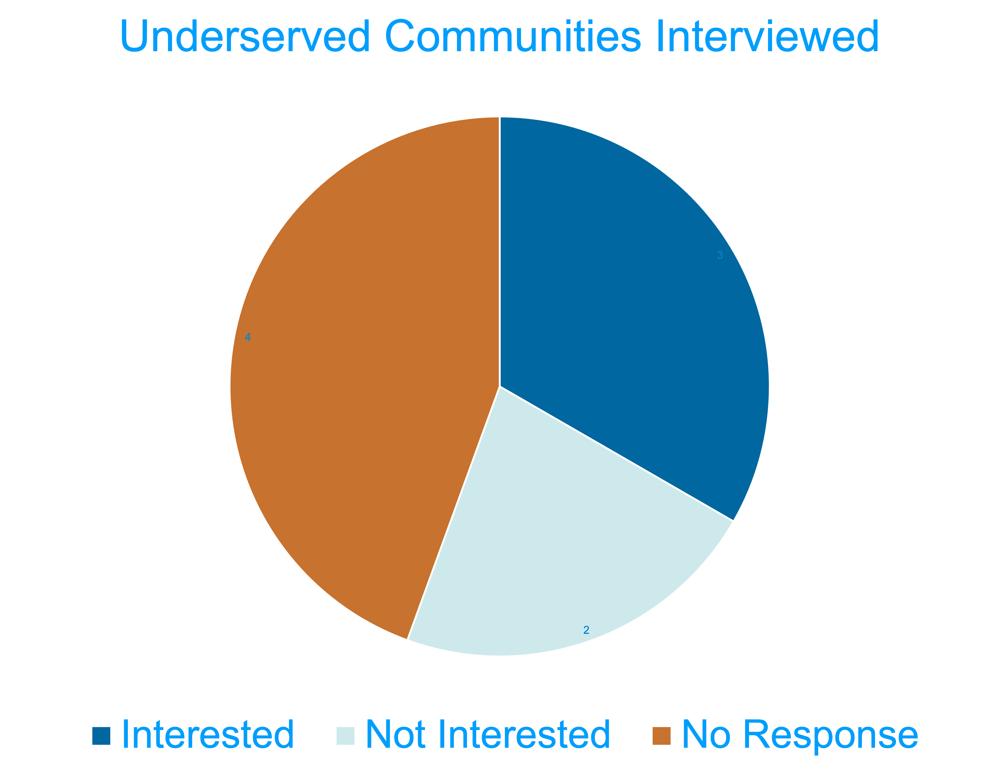 Underserved Communities Interviewed
3
4
2
Interested Not Interested No Response